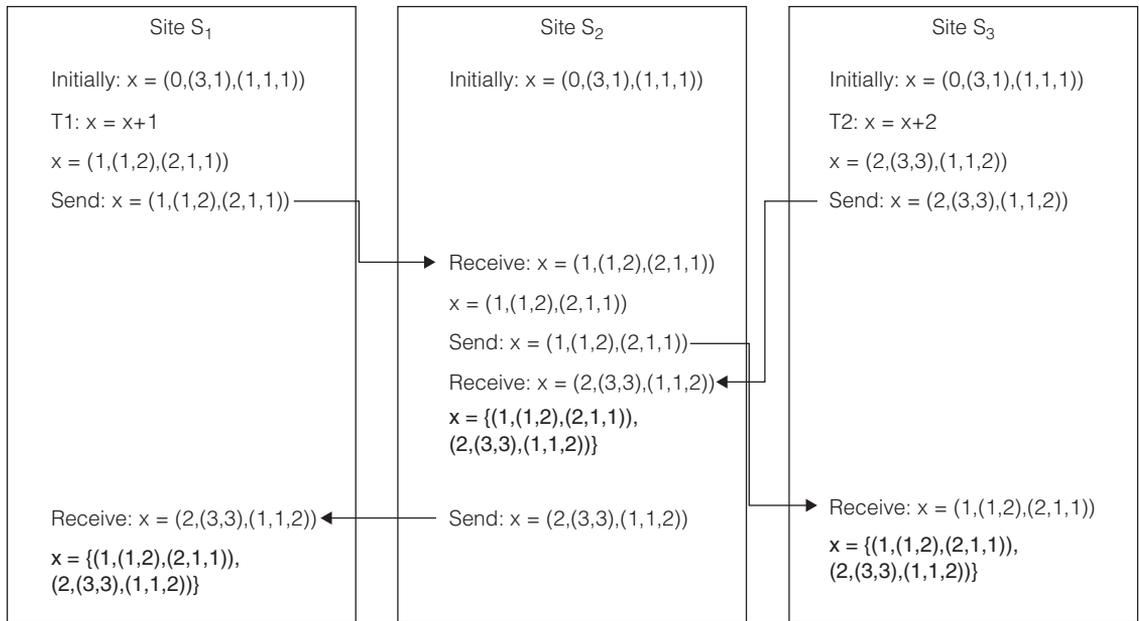 Site S₁
Initially: x = (0,(3,1),(1,1,1))
T1: x = x+1
x = (1,(1,2),(2,1,1))
Send: x = (1,(1,2),(2,1,1))
Receive: x = (2,(3,3),(1,1,2))
x = {(1,(1,2),(2,1,1)),
(2,(3,3),(1,1,2))}
Site S₂
Initially: x = (0,(3,1),(1,1,1))
Receive: x = (1,(1,2),(2,1,1))
x = (1,(1,2),(2,1,1))
Send: x = (1,(1,2),(2,1,1))
Receive: x = (2,(3,3),(1,1,2))
x = {(1,(1,2),(2,1,1)),
(2,(3,3),(1,1,2))}
Send: x = (2,(3,3),(1,1,2))
Site S₃
Initially: x = (0,(3,1),(1,1,1))
T2: x = x+2
x = (2,(3,3),(1,1,2))
Send: x = (2,(3,3),(1,1,2))
Receive: x = (1,(1,2),(2,1,1))
x = {(1,(1,2),(2,1,1)),
(2,(3,3),(1,1,2))}